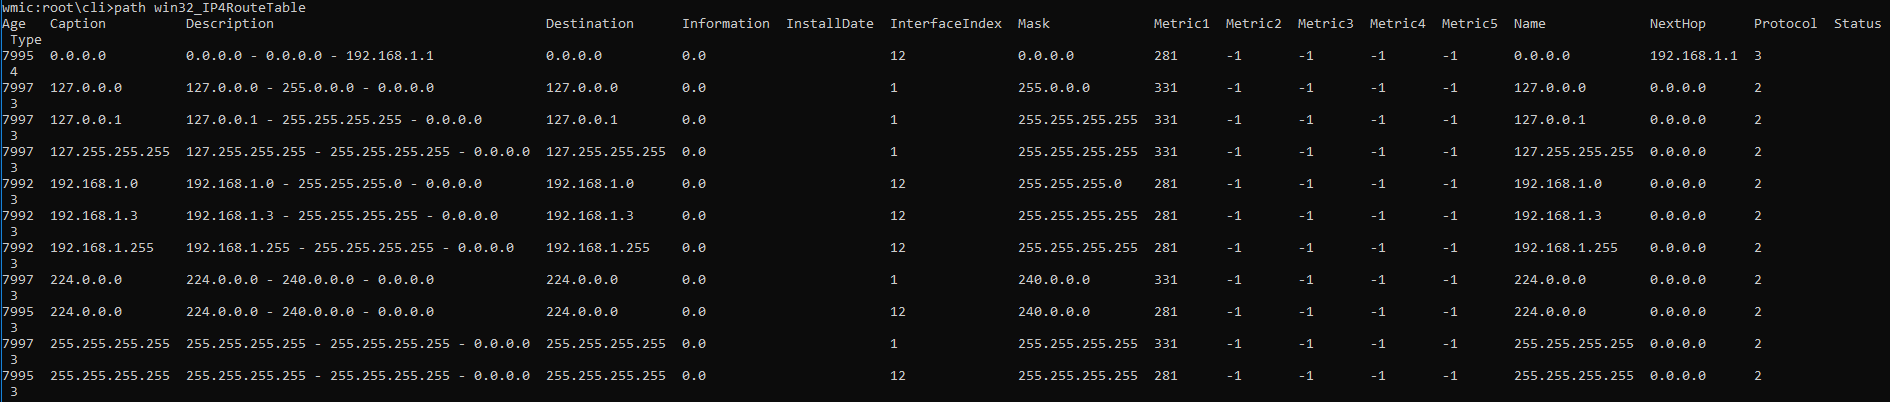 wmic:root\cli>path win32_IP4RouteTable
Age   Caption          Description                          Destination      Information  InstallDate  InterfaceIndex  Mask             Metric1  Metric2  Metric3  Metric4  Metric5  Name             NextHop      Protocol  Status
 Type
7995  0.0.0.0          0.0.0.0 - 0.0.0.0 - 192.168.1.1      0.0.0.0          0.0                       12              0.0.0.0          281      -1       -1       -1       -1       0.0.0.0          192.168.1.1  3
 4
7997  127.0.0.0        127.0.0.0 - 255.0.0.0 - 0.0.0.0      127.0.0.0        0.0                       1               255.0.0.0        331      -1       -1       -1       -1       127.0.0.0        0.0.0.0      2
 3
7997  127.0.0.1        127.0.0.1 - 255.255.255.255 - 0.0.0.0  127.0.0.1      0.0                       1               255.255.255.255  331      -1       -1       -1       -1       127.0.0.1        0.0.0.0      2
 3
7997  127.255.255.255  127.255.255.255 - 255.255.255.255 - 0.0.0.0  127.255.255.255  0.0               1               255.255.255.255  331      -1       -1       -1       -1       127.255.255.255  0.0.0.0      2
 3
7992  192.168.1.0      192.168.1.0 - 255.255.255.0 - 0.0.0.0  192.168.1.0    0.0                       12              255.255.255.0    281      -1       -1       -1       -1       192.168.1.0      0.0.0.0      2
 3
7992  192.168.1.3      192.168.1.3 - 255.255.255.255 - 0.0.0.0  192.168.1.3  0.0                       12              255.255.255.255  281      -1       -1       -1       -1       192.168.1.3      0.0.0.0      2
 3
7992  192.168.1.255    192.168.1.255 - 255.255.255.255 - 0.0.0.0  192.168.1.255  0.0                   12              255.255.255.255  281      -1       -1       -1       -1       192.168.1.255    0.0.0.0      2
 3
7997  224.0.0.0        224.0.0.0 - 240.0.0.0 - 0.0.0.0      224.0.0.0        0.0                       1               240.0.0.0        331      -1       -1       -1       -1       224.0.0.0        0.0.0.0      2
 3
7995  224.0.0.0        224.0.0.0 - 240.0.0.0 - 0.0.0.0      224.0.0.0        0.0                       12              240.0.0.0        281      -1       -1       -1       -1       224.0.0.0        0.0.0.0      2
 3
7997  255.255.255.255  255.255.255.255 - 255.255.255.255 - 0.0.0.0  255.255.255.255  0.0               1               255.255.255.255  331      -1       -1       -1       -1       255.255.255.255  0.0.0.0      2
 3
7995  255.255.255.255  255.255.255.255 - 255.255.255.255 - 0.0.0.0  255.255.255.255  0.0               12              255.255.255.255  281      -1       -1       -1       -1       255.255.255.255  0.0.0.0      2
 3